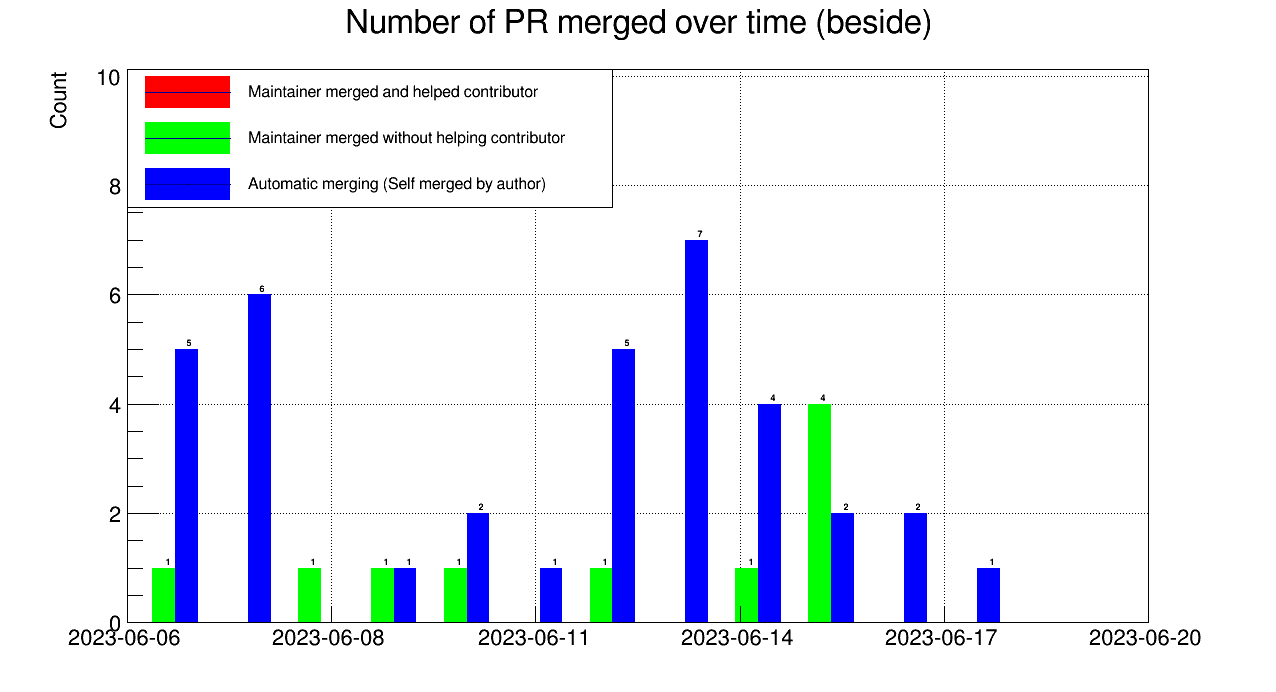 Number of PR merged over time (beside)
Count
10
8
6
4
2
0
Maintainer merged and helped contributor
Maintainer merged without helping contributor
Automatic merging (Self merged by author)
1 5 6 1 1 1 1 2 1 1 5 7 1 4 4 2 2 1
2023-06-06 2023-06-08 2023-06-11 2023-06-14 2023-06-17 2023-06-20